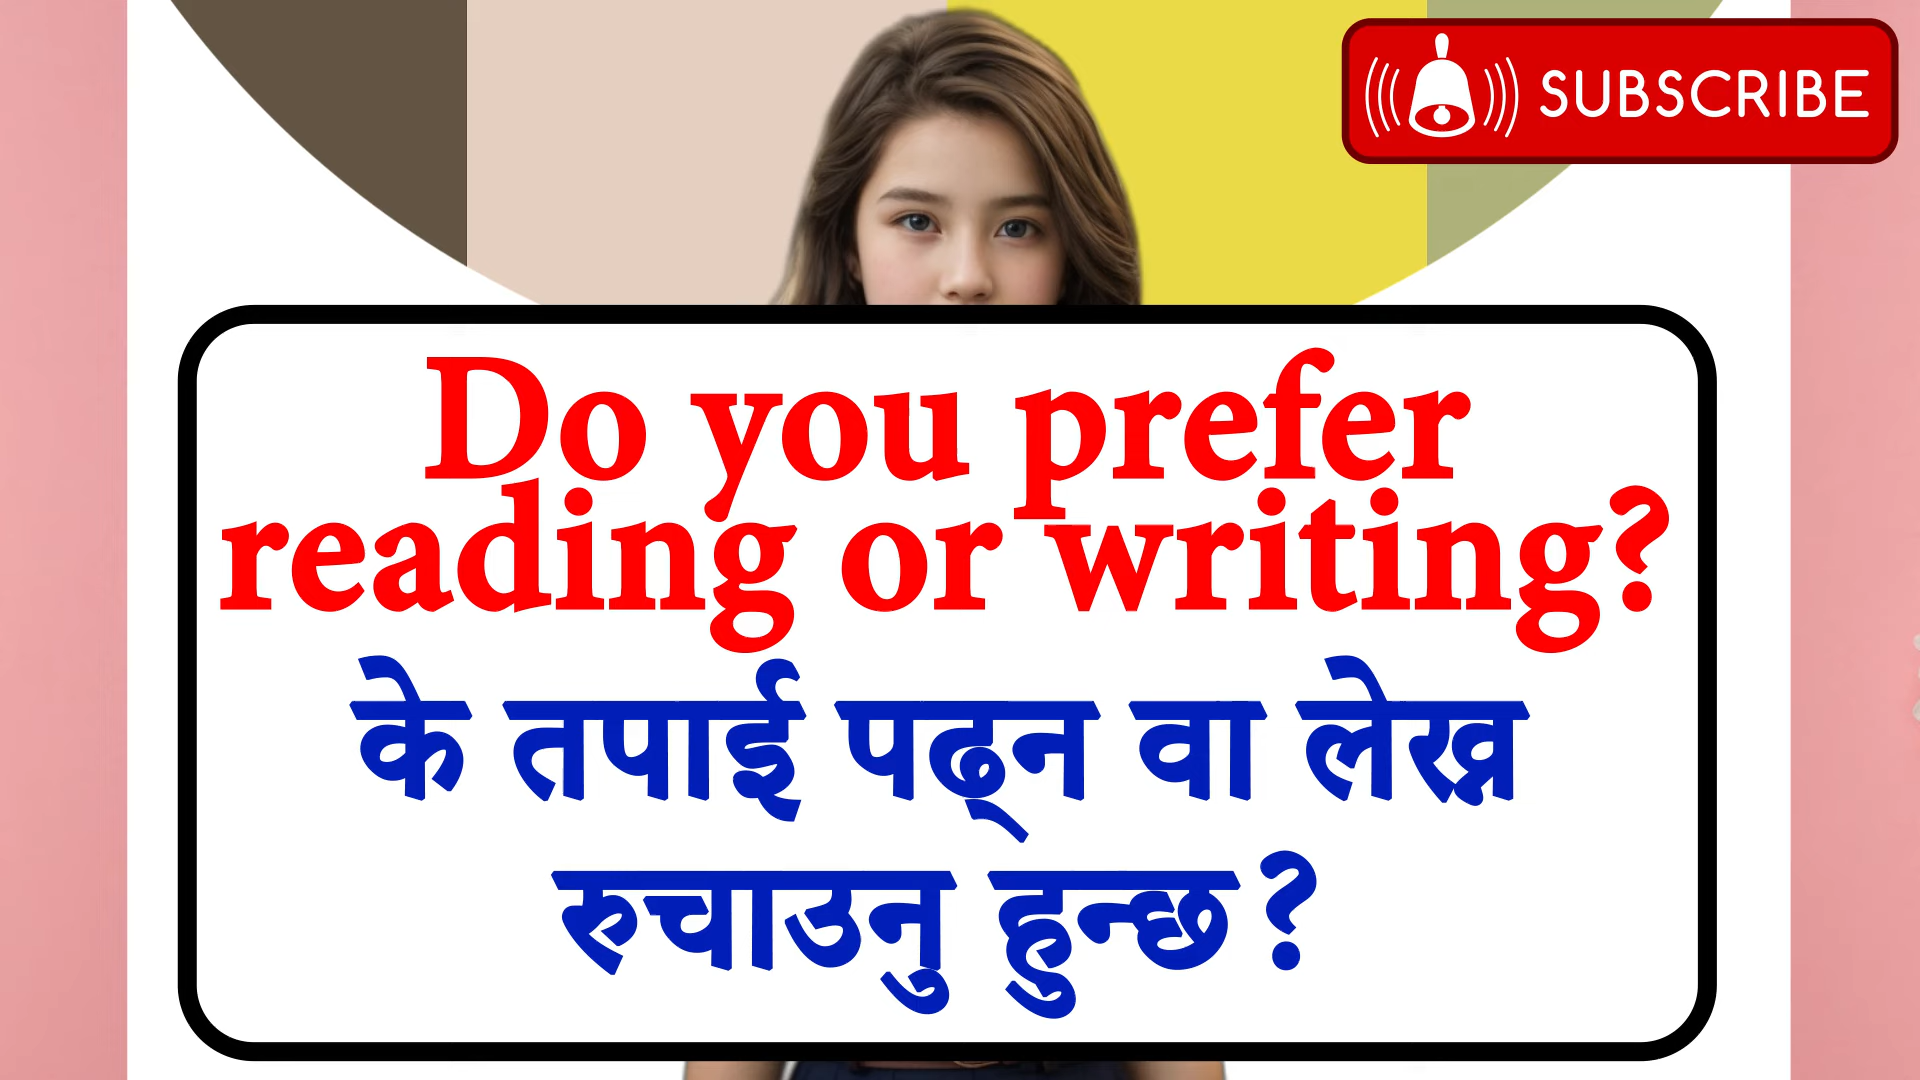 SUBSCRIBE
Do you prefer
reading or writing?
के तपाई पढ्न वा लेख्न
रुचाउनु हुन्छ?